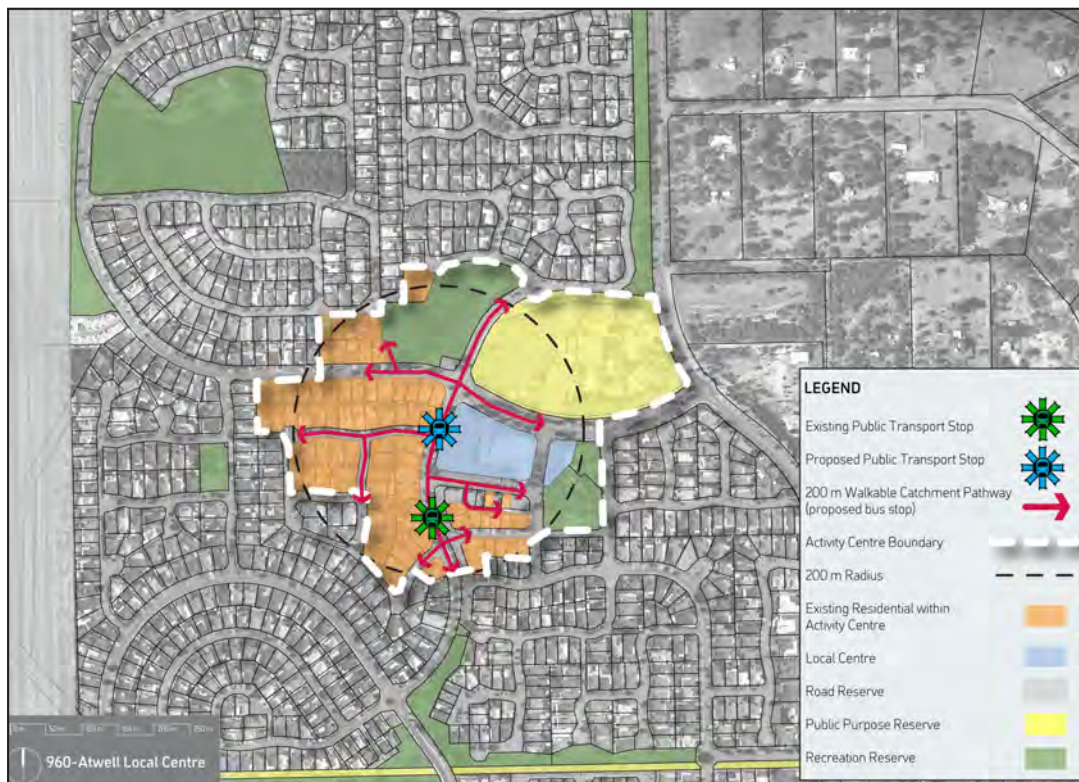 LEGEND
Existing Public Transport Stop
Proposed Public Transport Stop
200 m Walkable Catchment Pathway
(proposed bus stop)
Activity Centre Boundary
200 m Radius
Existing Residential within
Activity Centre
Local Centre
Road Reserve
Public Purpose Reserve
Recreation Reserve
960-Atwell Local Centre